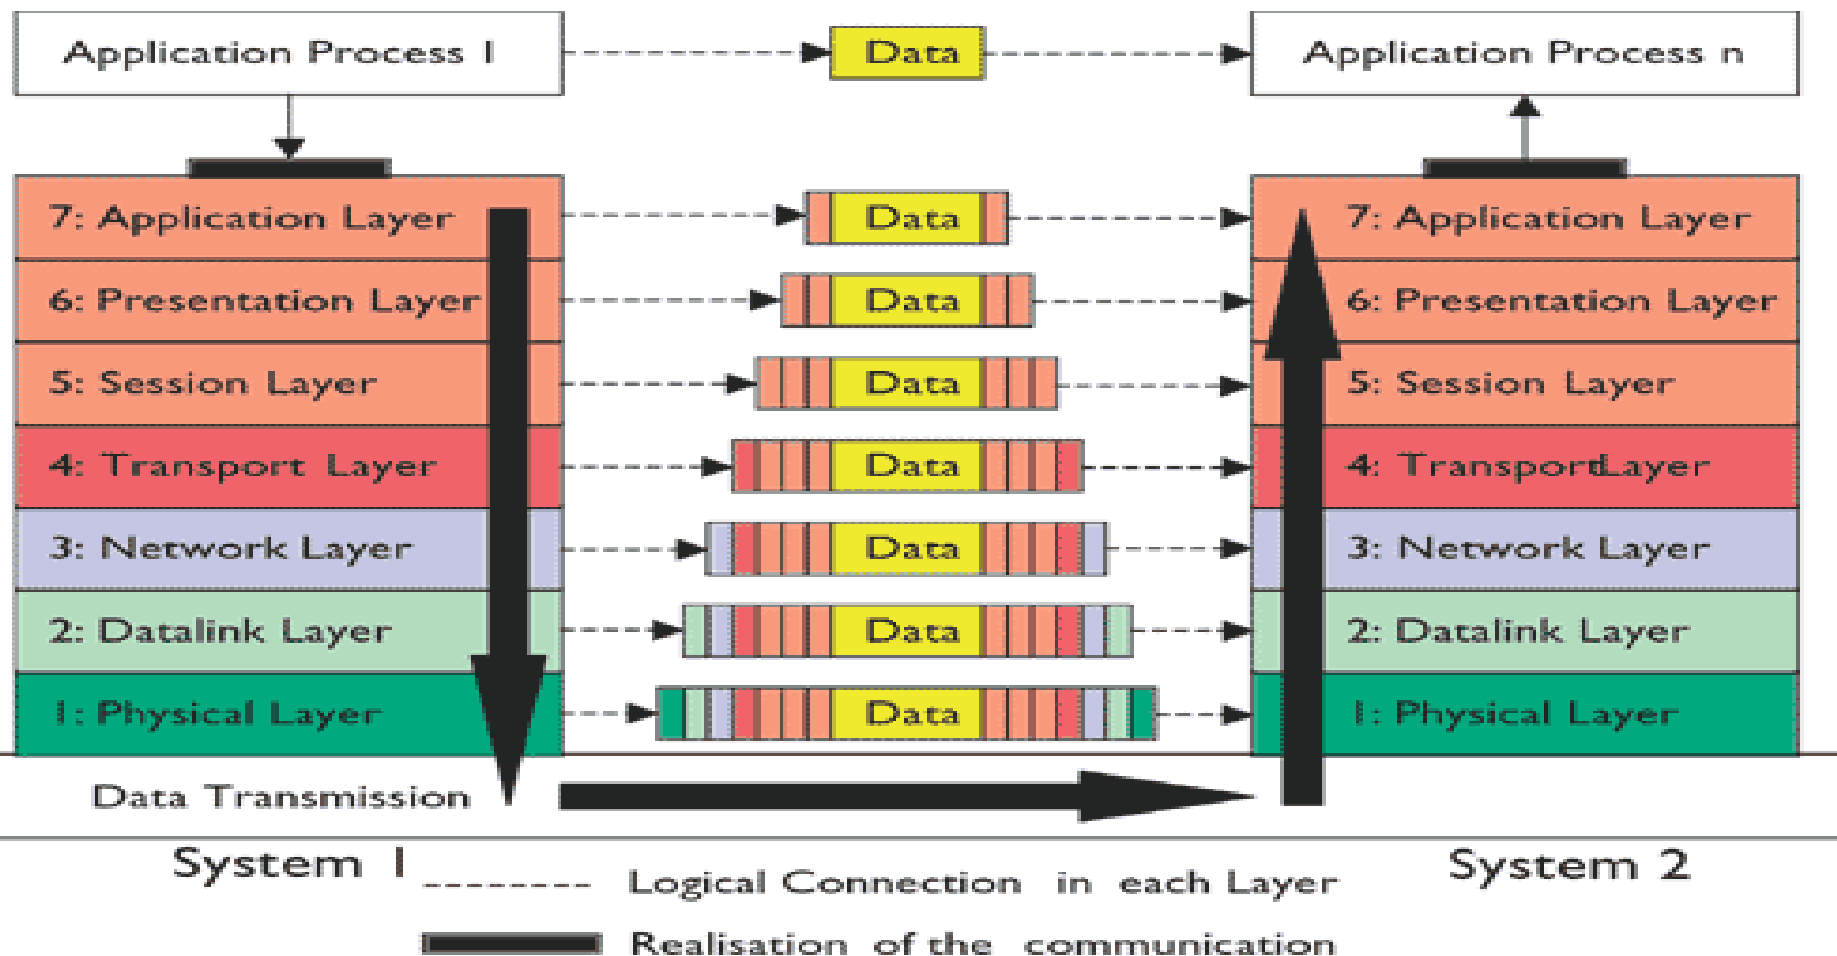 Application Process 1
Data
Application Process n
7: Application Layer
Data
7: Application Layer
6: Presentation Layer
Data
6: Presentation Layer
5: Session Layer
Data
5: Session Layer
4: Transport Layer
Data
4: Transport Layer
3: Network Layer
Data
3: Network Layer
2: Datalink Layer
Data
2: Datalink Layer
1: Physical Layer
Data
1: Physical Layer
Data Transmission
System 1
System 2
Logical Connection in each Layer
Realisation of the communication